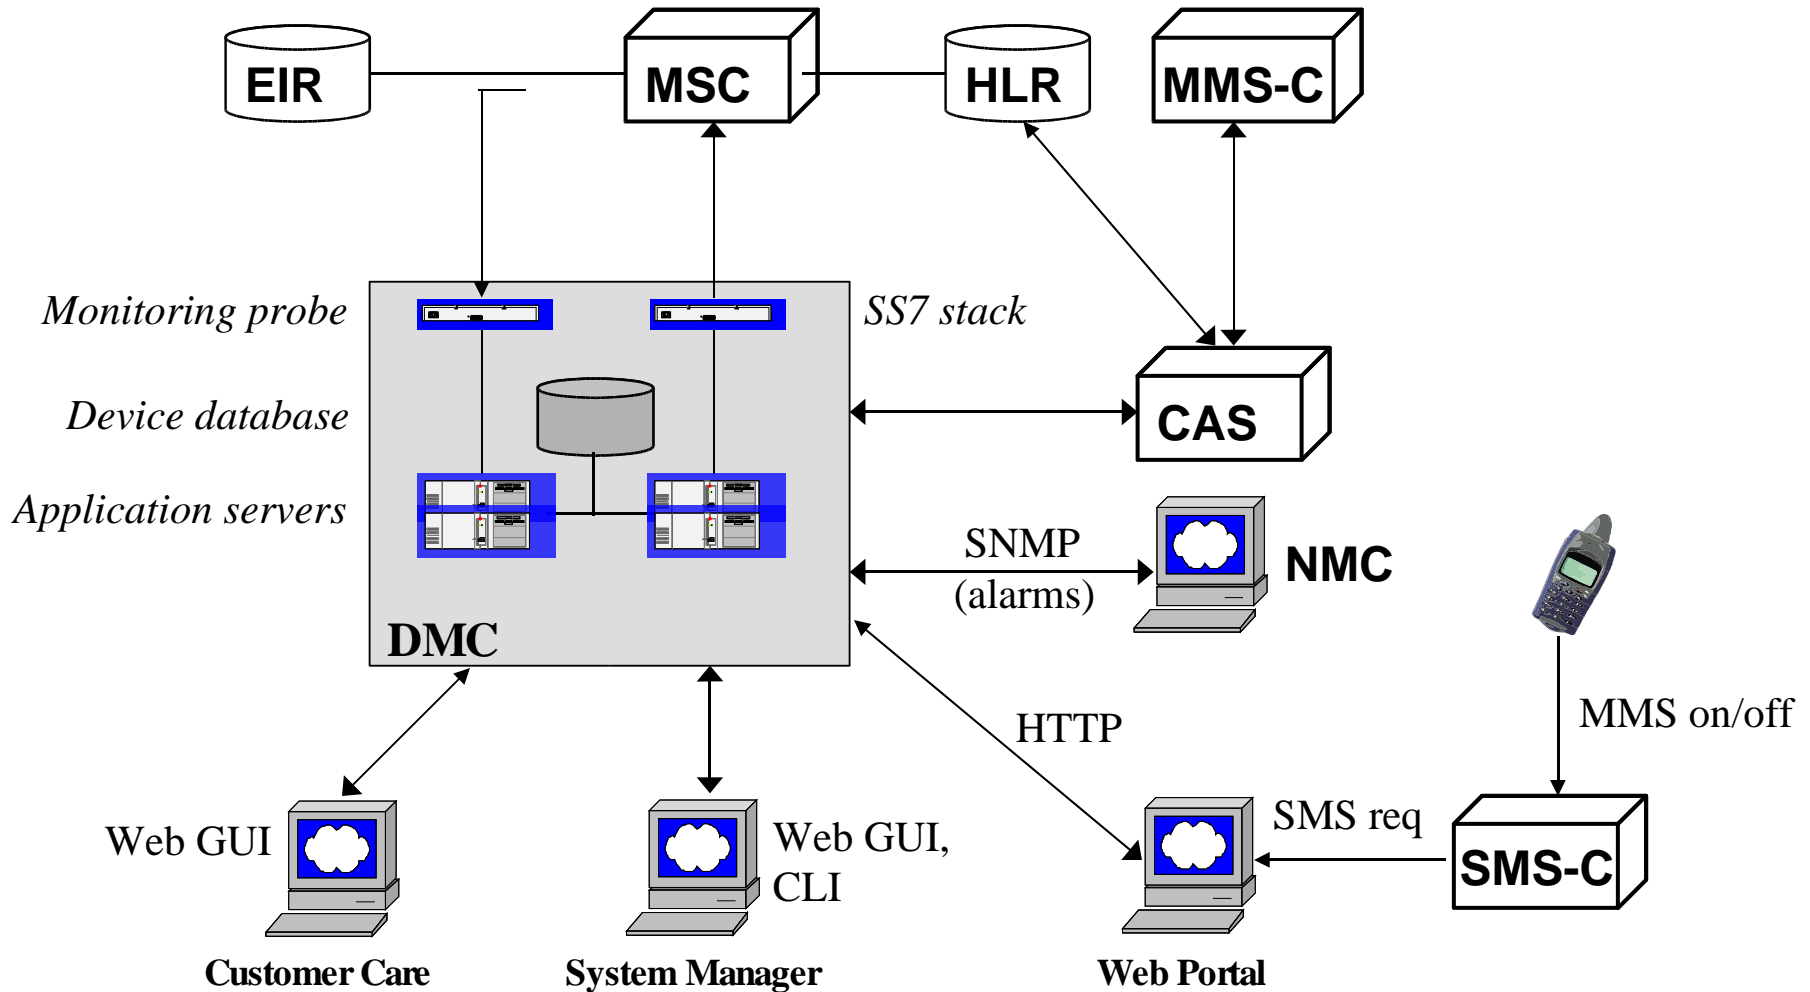 EIR
MSC
HLR
MMS-C
Monitoring probe
SS7 stack
Device database
CAS
Application servers
SNMP
(alarms)
NMC
DMC
MMS on/off
HTTP
Web GUI
Web GUI,
CLI
SMS req
SMS-C
Customer Care
System Manager
Web Portal